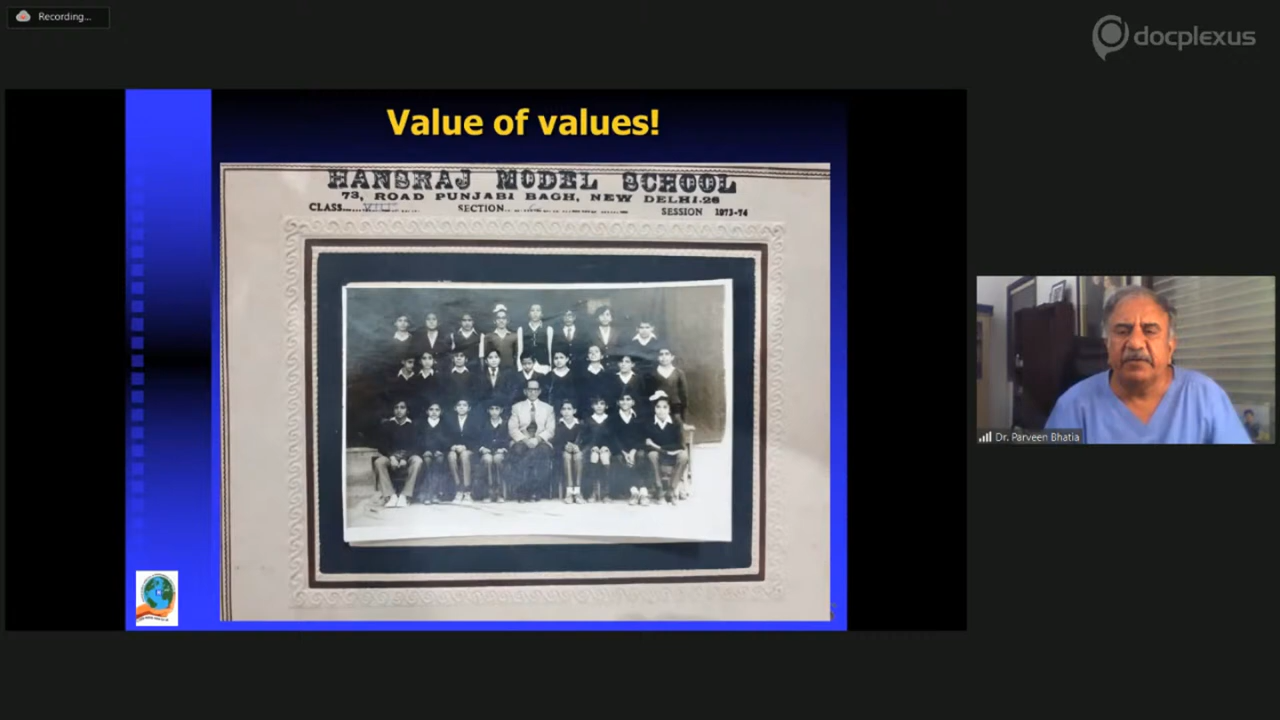 Recording...
docplexus
Value of values!
HANSRAJ MODEL SCHOOL
73, ROAD PUNJABI BAGH, NEW DELHI.26
CLASS.... VIII .... SECTION.. SESSION 1973-74
Dr. Parveen Bhatia